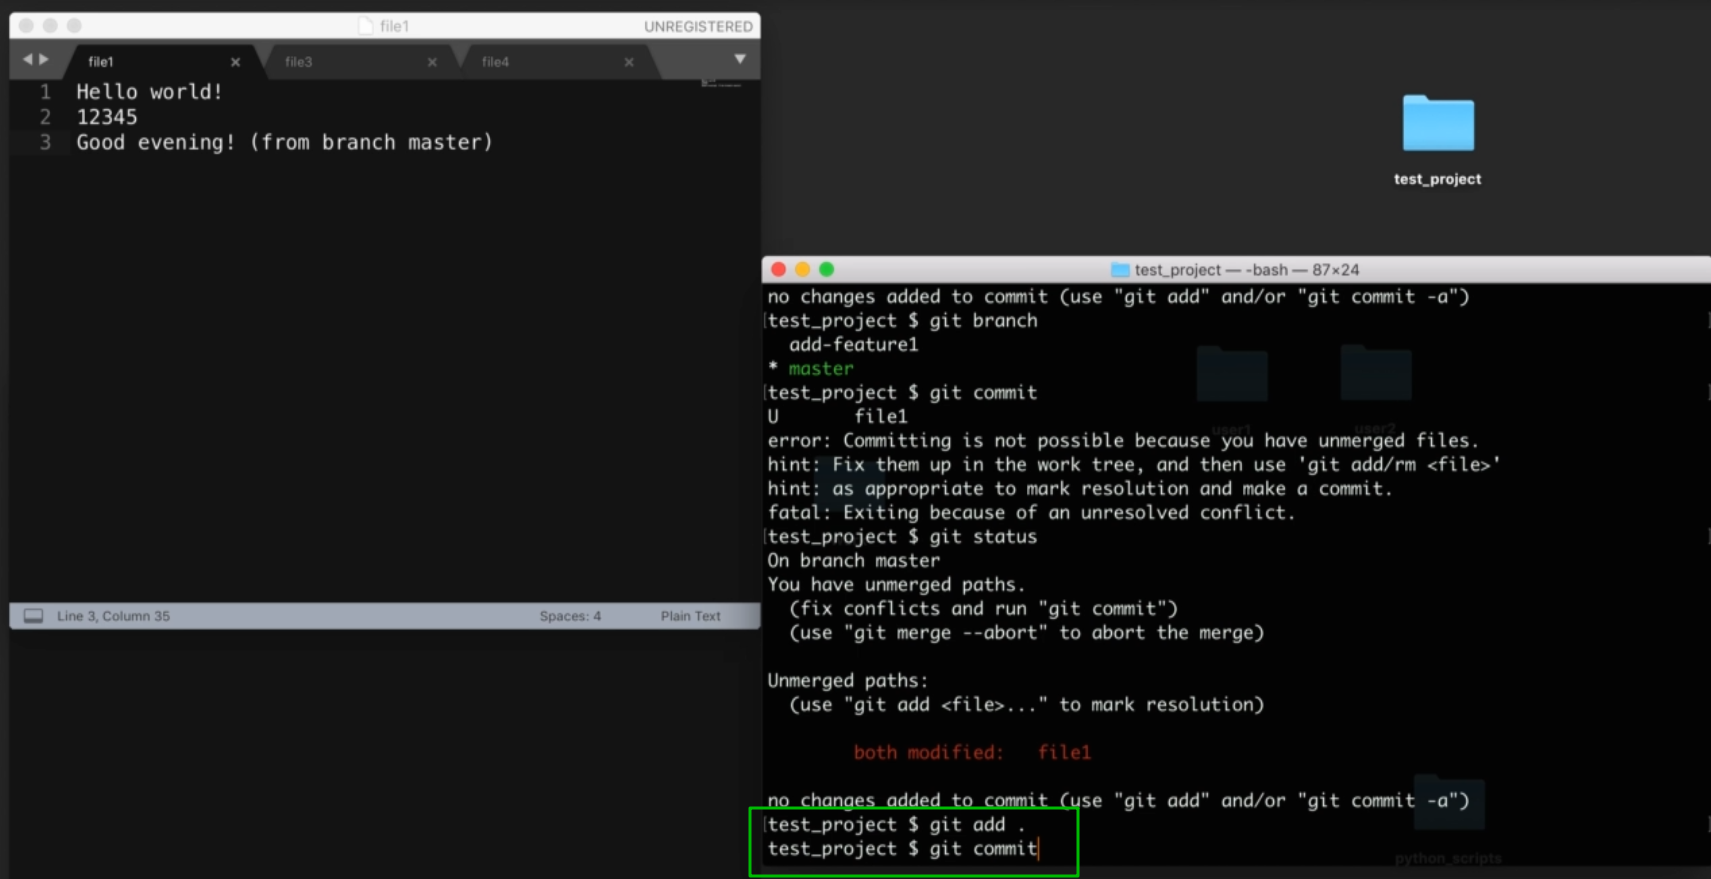 file1
UNREGISTERED
file1
file3
file4
1 Hello world!
2 12345
3 Good evening! (from branch master)
Line 3, Column 35
Spaces: 4
Plain Text
test_project
test_project — -bash — 87×24
no changes added to commit (use "git add" and/or "git commit -a")
[test_project $ git branch
add-feature1
* master
[test_project $ git commit
U file1
error: Committing is not possible because you have unmerged files.
hint: Fix them up in the work tree, and then use 'git add/rm <file>'
hint: as appropriate to mark resolution and make a commit.
fatal: Exiting because of an unresolved conflict.
[test_project $ git status
On branch master
You have unmerged paths.
(fix conflicts and run "git commit")
(use "git merge --abort" to abort the merge)
Unmerged paths:
(use "git add <file>..." to mark resolution)
both modified: file1
no changes added to commit (use "git add" and/or "git commit -a")
[test_project $ git add .
test_project $ git commit
user1
user2
python_scripts